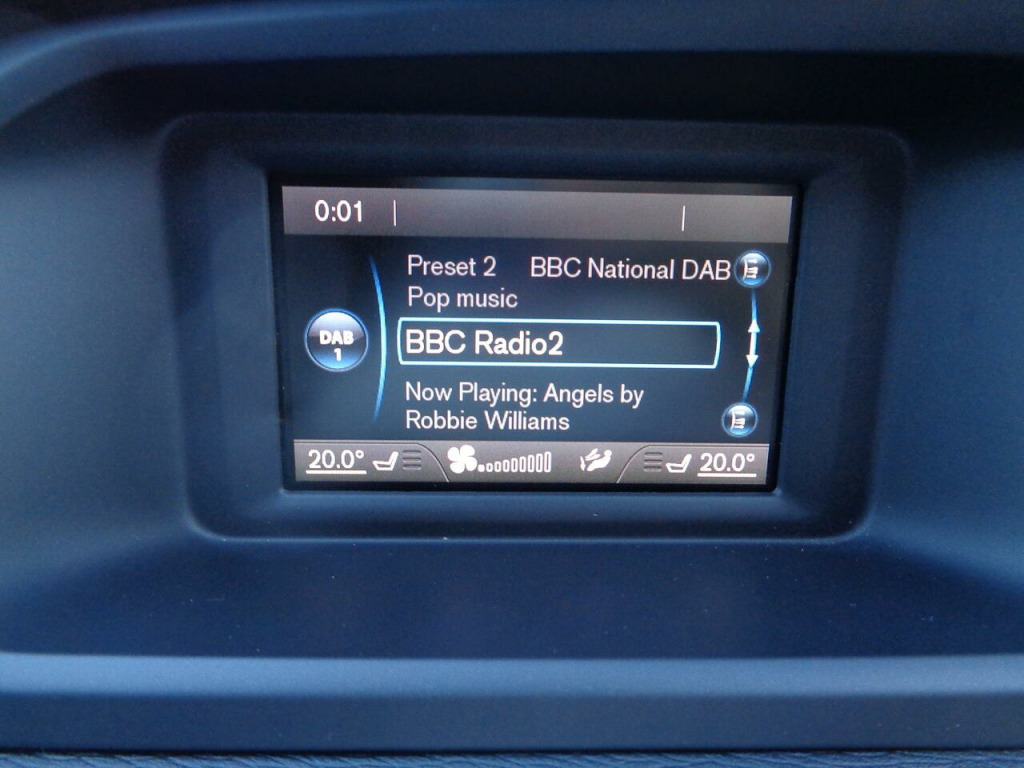 0:01
Preset 2 BBC National DAB
Pop music
DAB
1
BBC Radio2
Now Playing: Angels by
Robbie Williams
20.0° 20.0°